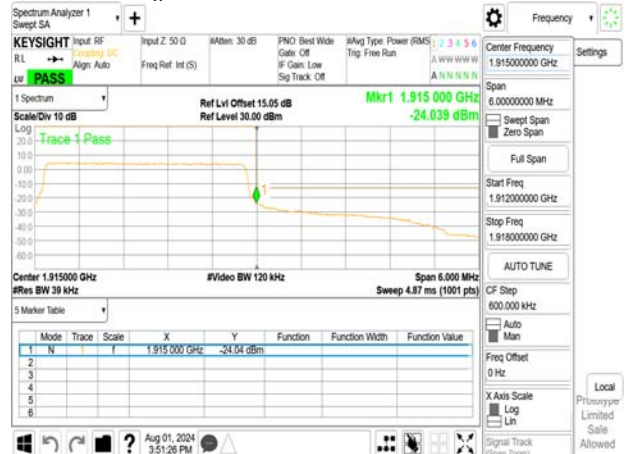 Spectrum Analyzer 1
Swept SA
+
Frequency
KEYSIGHT
RL
PASS
Input: RF
Coupling: DC
Align: Auto
Input Z: 50 Ω
Freq Ref: Int (S)
#Atten: 30 dB
PNO: Best Wide
Gate: Off
IF Gain: Low
Sig Track: Off
#Avg Type: Power (RMS
Trig: Free Run
1 2 3 4 5 6
A W W W W W
A N N N N N
1 Spectrum
Scale/Div 10 dB
Ref Lvl Offset 15.05 dB
Ref Level 30.00 dBm
Mkr1 1.915 000 GHz
-24.039 dBm
Log
Trace 1 Pass
20.0
10.0
0.00
-10.0
-20.0
-30.0
-40.0
-50.0
-60.0
1
Center 1.915000 GHz
#Res BW 39 kHz
#Video BW 120 kHz
Span 6.000 MHz
Sweep 4.87 ms (1001 pts)
5 Marker Table
Mode Trace Scale X Y Function Function Width Function Value
1 N 1 f 1.915 000 GHz -24.04 dBm
2
3
4
5
6
Aug 01, 2024
3:51:26 PM
Center Frequency
1.915000000 GHz
Settings
Span
6.00000000 MHz
Swept Span
Zero Span
Full Span
Start Freq
1.912000000 GHz
Stop Freq
1.918000000 GHz
AUTO TUNE
CF Step
600.000 kHz
Auto
Man
Freq Offset
0 Hz
X Axis Scale
Log
Lin
Signal Track
(Span Zoom)
Local
Prototype
Limited
Sale
Allowed